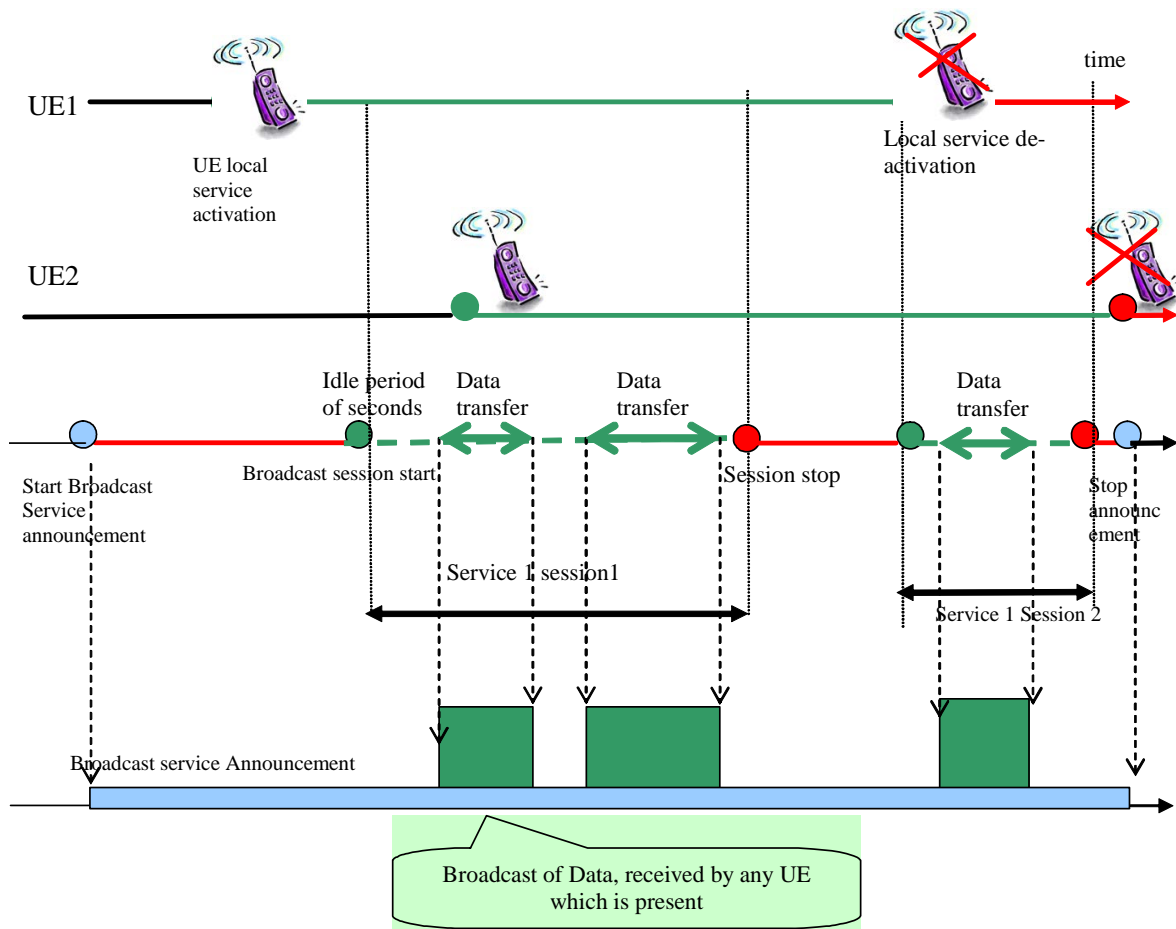 time
UE1
UE local
service
activation
Local service de-
activation
UE2
Idle period
of seconds
Data
transfer
Data
transfer
Data
transfer
Start Broadcast
Service
announcement
Broadcast session start
Session stop
Stop
announc
ement
Service 1 session1
Service 1 Session 2
Broadcast service Announcement
Broadcast of Data, received by any UE
which is present